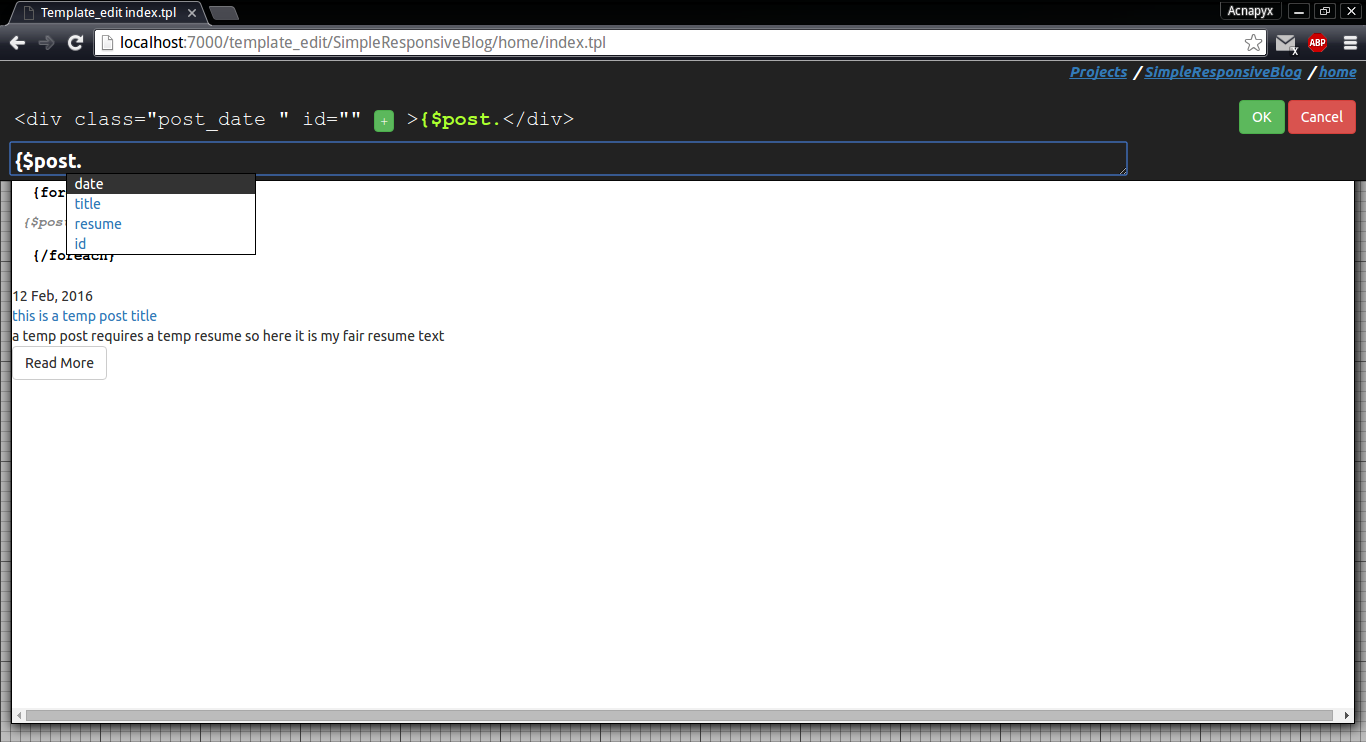 Template_edit index.tpl
Acnapyx
localhost:7000/template_edit/SimpleResponsiveBlog/home/index.tpl
ABP
x
Projects / SimpleResponsiveBlog / home
<div class="post_date " id="" + >{$post.</div>
OK Cancel
{$post.
date
title
resume
id
{for
{$pos
{/foreach}
12 Feb, 2016
this is a temp post title
a temp post requires a temp resume so here it is my fair resume text
Read More